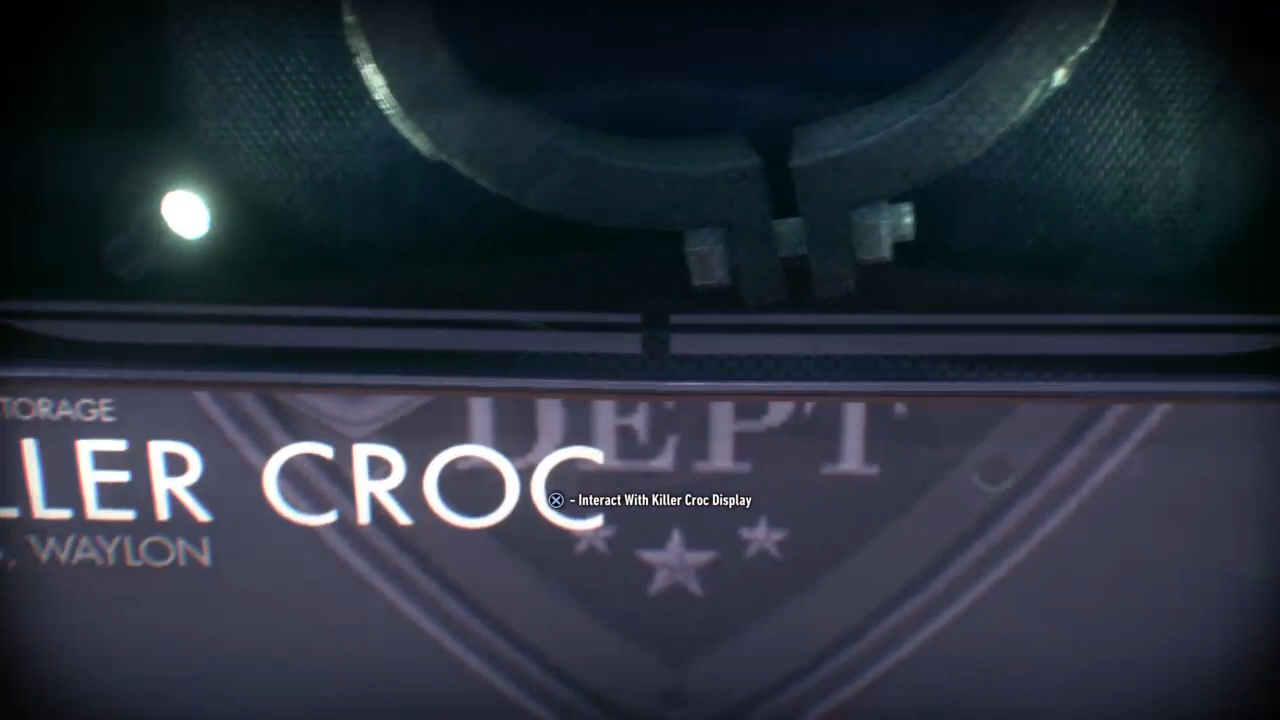 DEPT
TORAGE
LLER CROC
, WAYLON
- Interact With Killer Croc Display